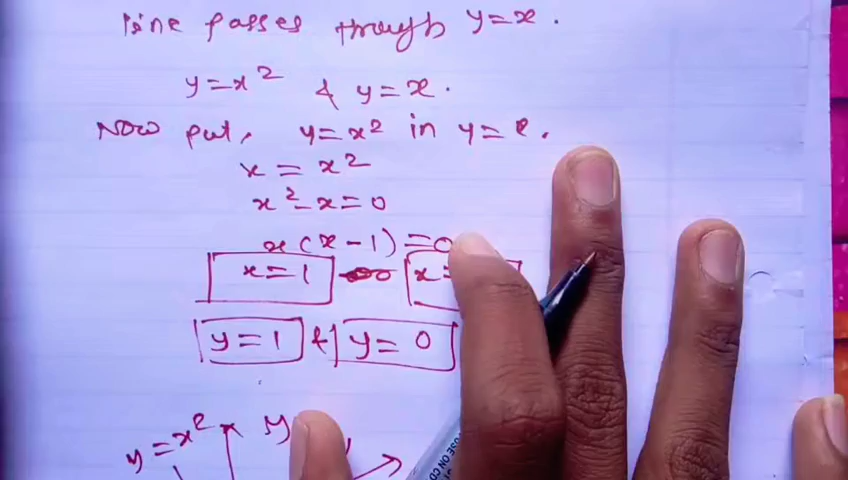 line passes through y=x.
y=x² & y=x.
Now put, y=x² in y=x.
x=x²
x²-x=0
x(x-1)=0
x=1 x=
y=1 & y=0
y=x² y